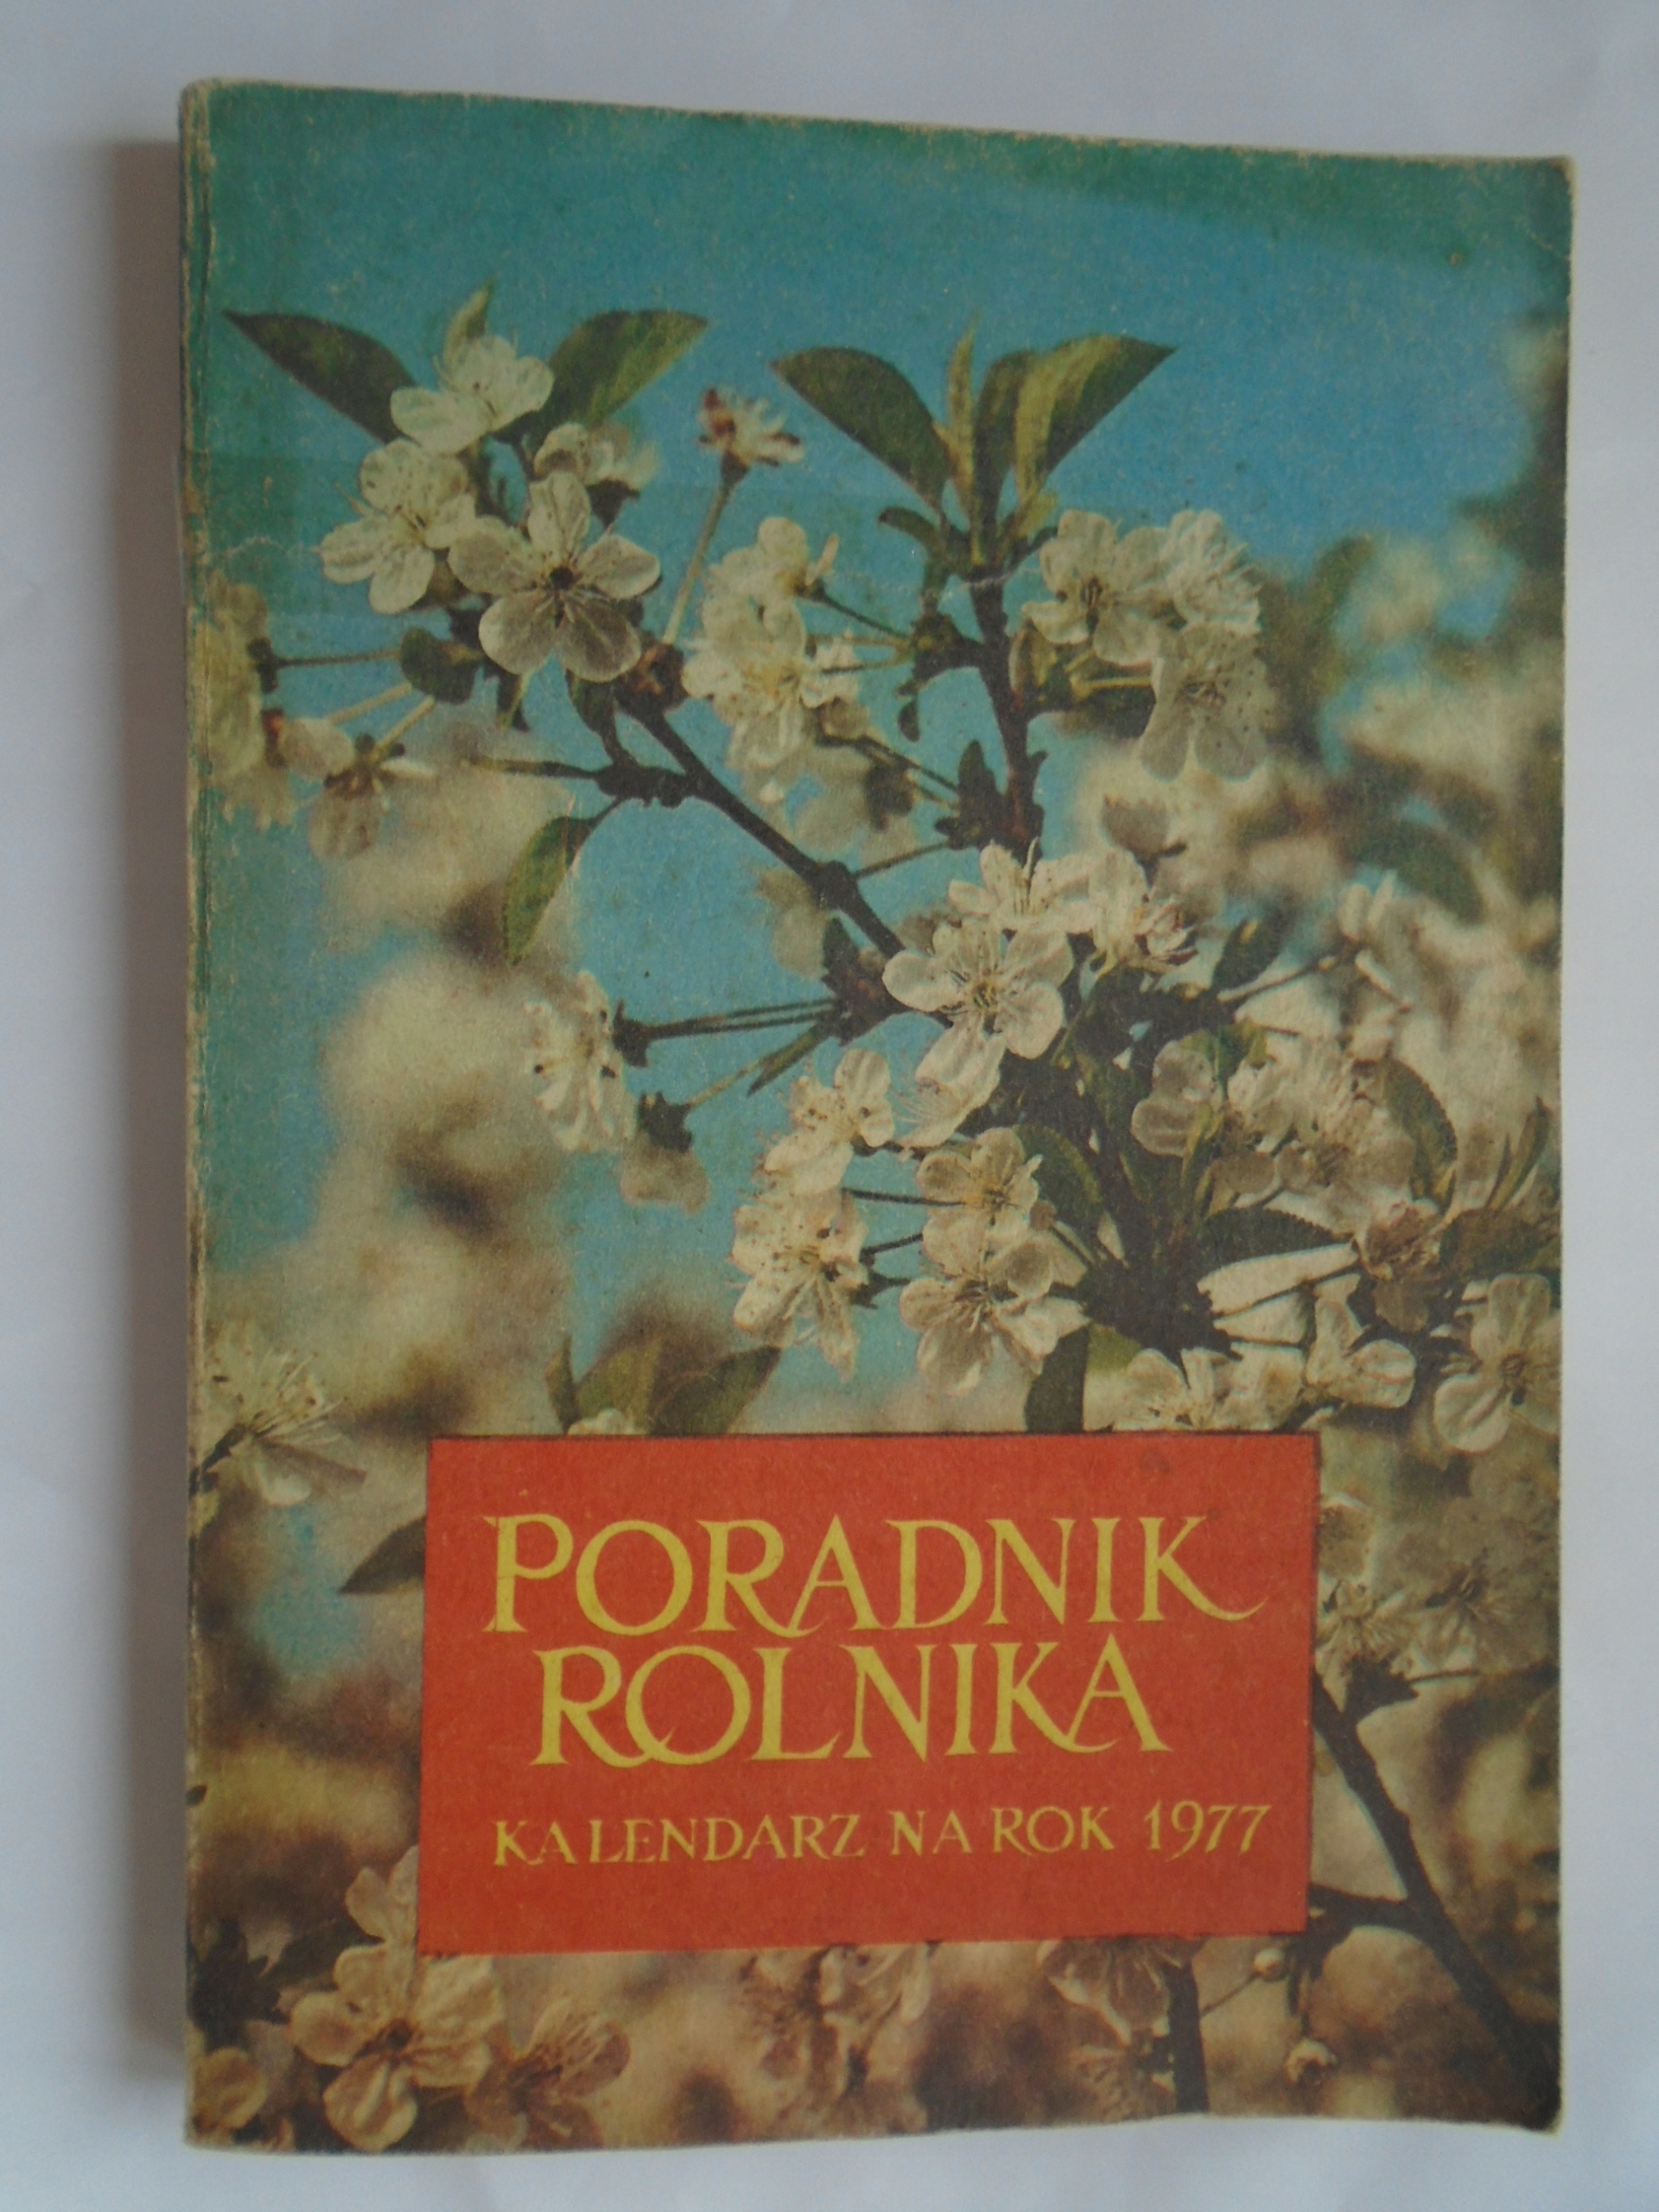 PORADNIK
ROLNIKA
KALENDARZ NA ROK 1977